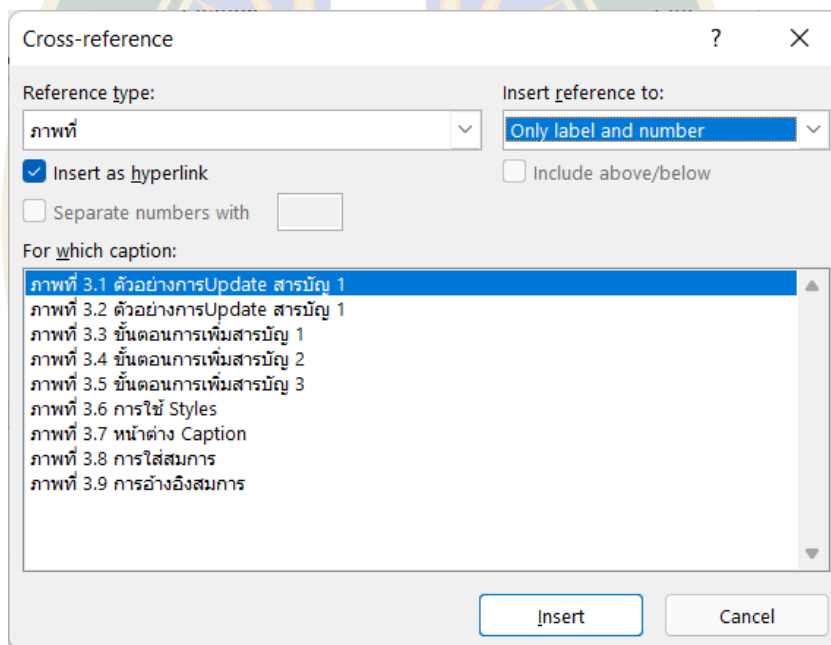 Cross-reference ?
Reference type: Insert reference to:
ภาพที่ Only label and number
Insert as hyperlink Include above/below
Separate numbers with
For which caption:
ภาพที่ 3.1 ตัวอย่างการUpdate สารบัญ 1
ภาพที่ 3.2 ตัวอย่างการUpdate สารบัญ 1
ภาพที่ 3.3 ขั้นตอนการเพิ่มสารบัญ 1
ภาพที่ 3.4 ขั้นตอนการเพิ่มสารบัญ 2
ภาพที่ 3.5 ขั้นตอนการเพิ่มสารบัญ 3
ภาพที่ 3.6 การใช้ Styles
ภาพที่ 3.7 หน้าต่าง Caption
ภาพที่ 3.8 การใส่สมการ
ภาพที่ 3.9 การอ้างอิงสมการ
Insert Cancel